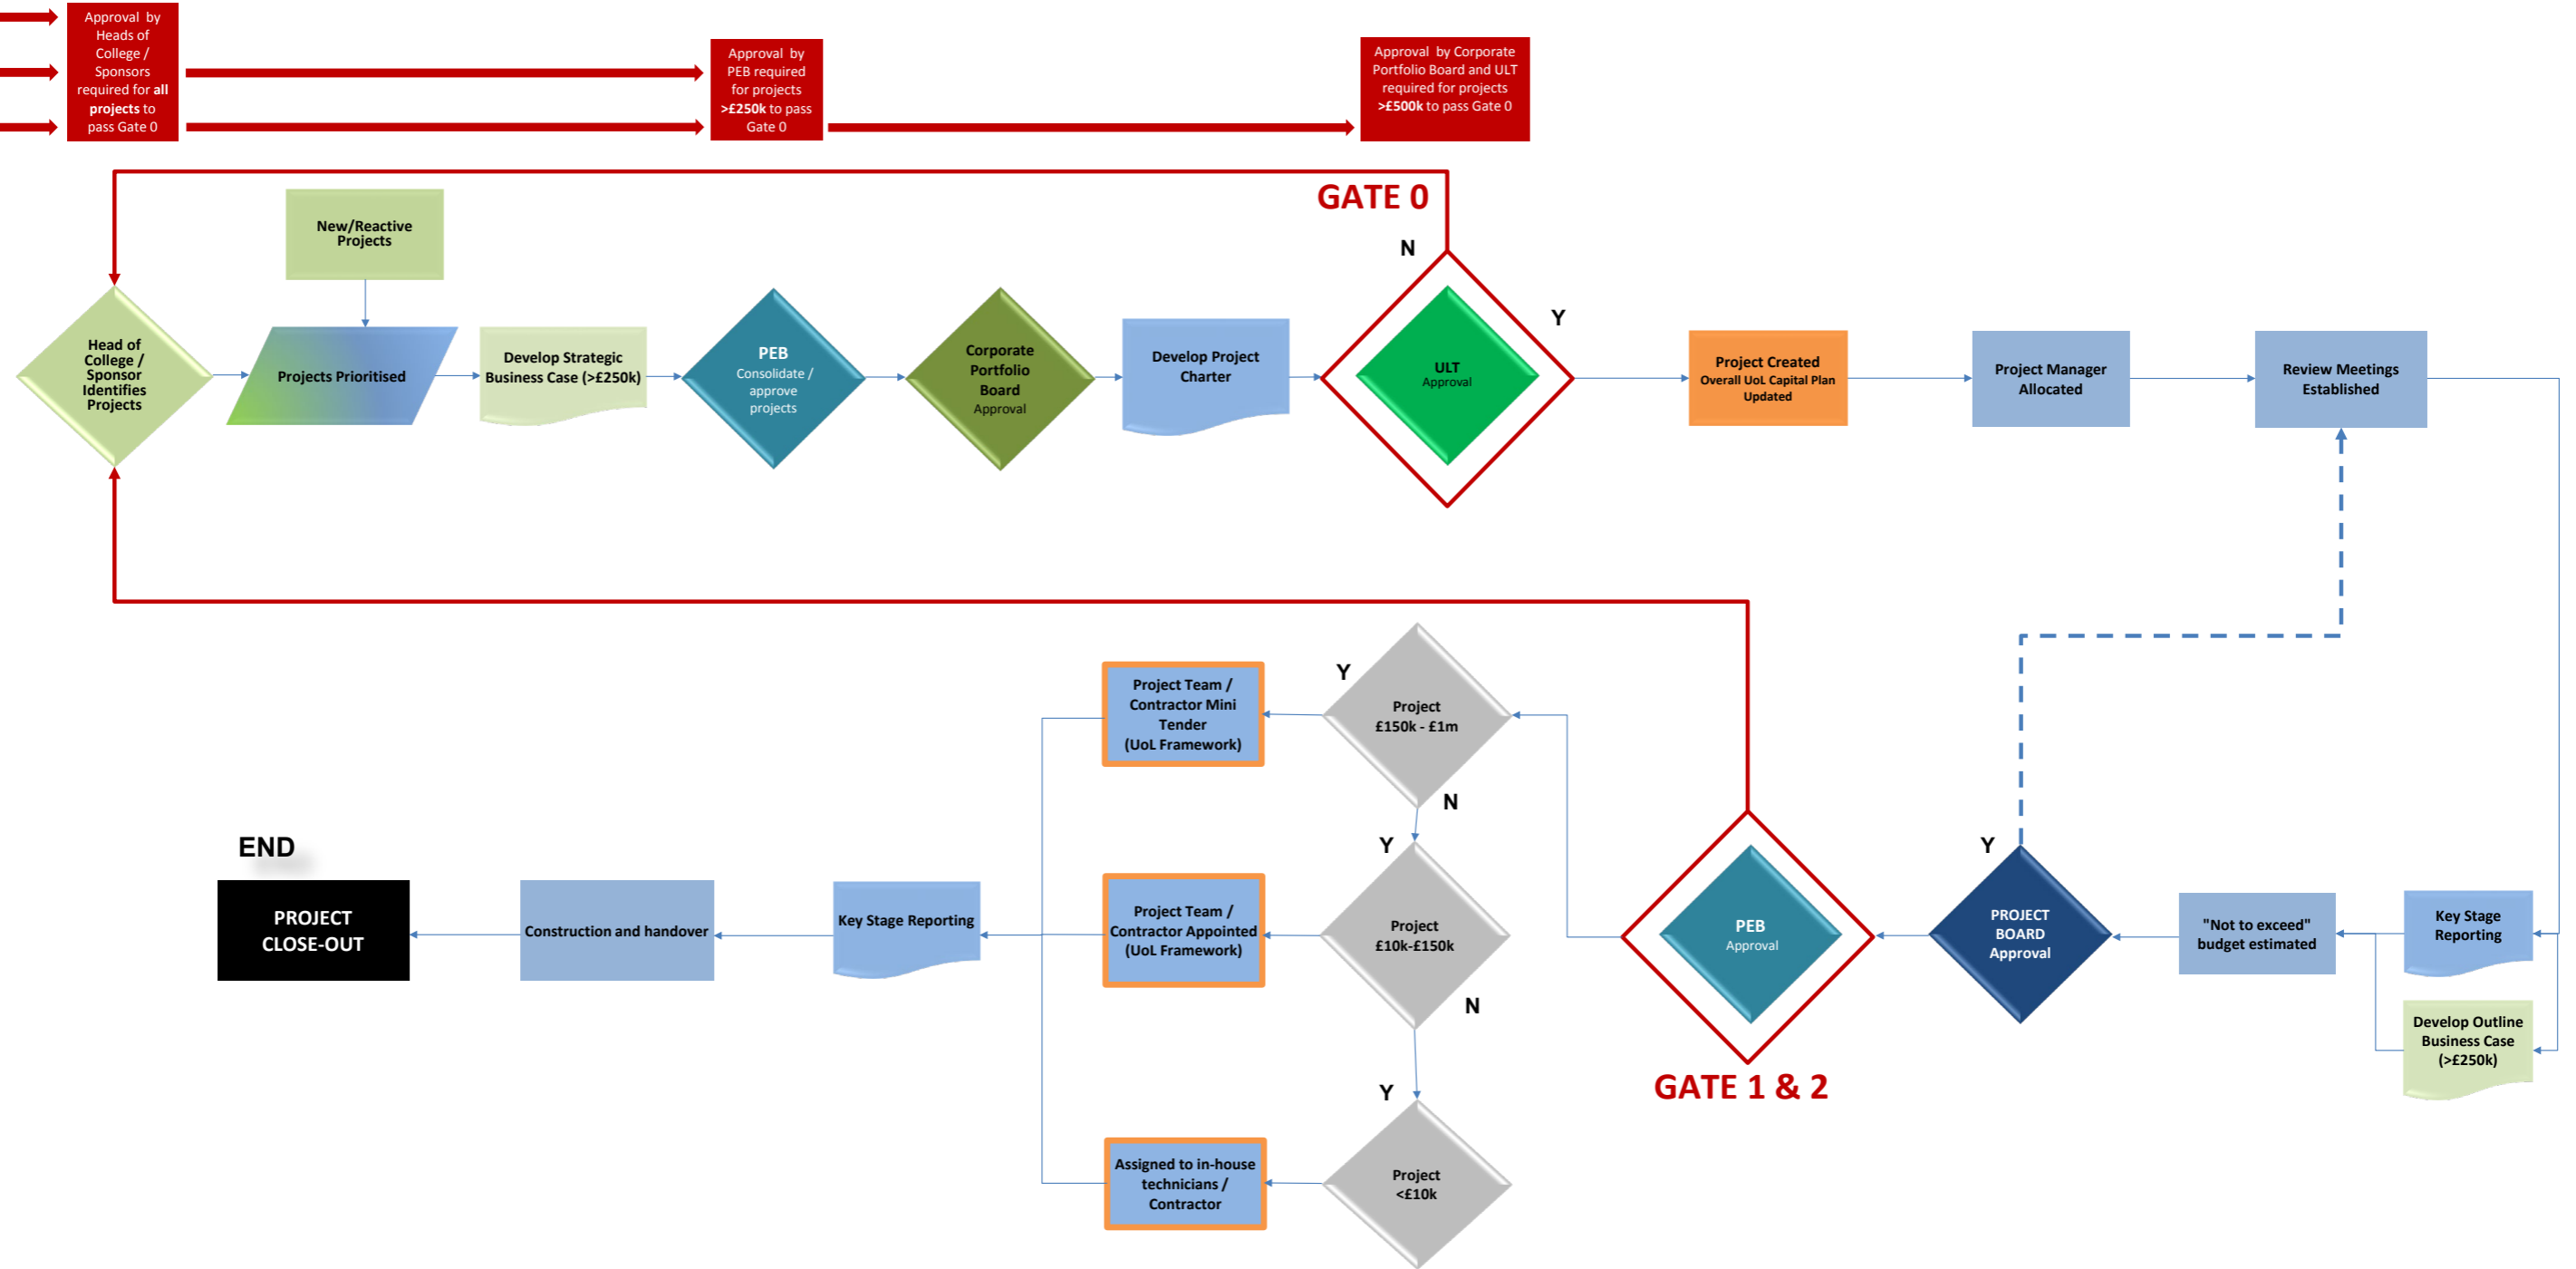 Approval by
Heads of
College /
Sponsors
required for all
projects to
pass Gate 0
Approval by
PEB required
for projects
>£250k to pass
Gate 0
Approval by Corporate
Portfolio Board and ULT
required for projects
>£500k to pass Gate 0
GATE 0
New/Reactive
Projects
N
Y
Head of
College /
Sponsor
Identifies
Projects
Projects Prioritised
Develop Strategic
Business Case (>£250k)
PEB
Consolidate /
approve
projects
Corporate
Portfolio
Board
Approval
Develop Project
Charter
ULT
Approval
Project Created
Overall UoL Capital Plan
Updated
Project Manager
Allocated
Review Meetings
Established
Y
Project Team /
Contractor Mini
Tender
(UoL Framework)
Project
£150k - £1m
N
END
Y
Y
PROJECT
CLOSE-OUT
Construction and handover
Key Stage Reporting
Project Team /
Contractor Appointed
(UoL Framework)
Project
£10k-£150k
PEB
Approval
PROJECT
BOARD
Approval
"Not to exceed"
budget estimated
Key Stage
Reporting
N
Develop Outline
Business Case
(>£250k)
GATE 1 & 2
Y
Assigned to in-house
technicians /
Contractor
Project
<£10k